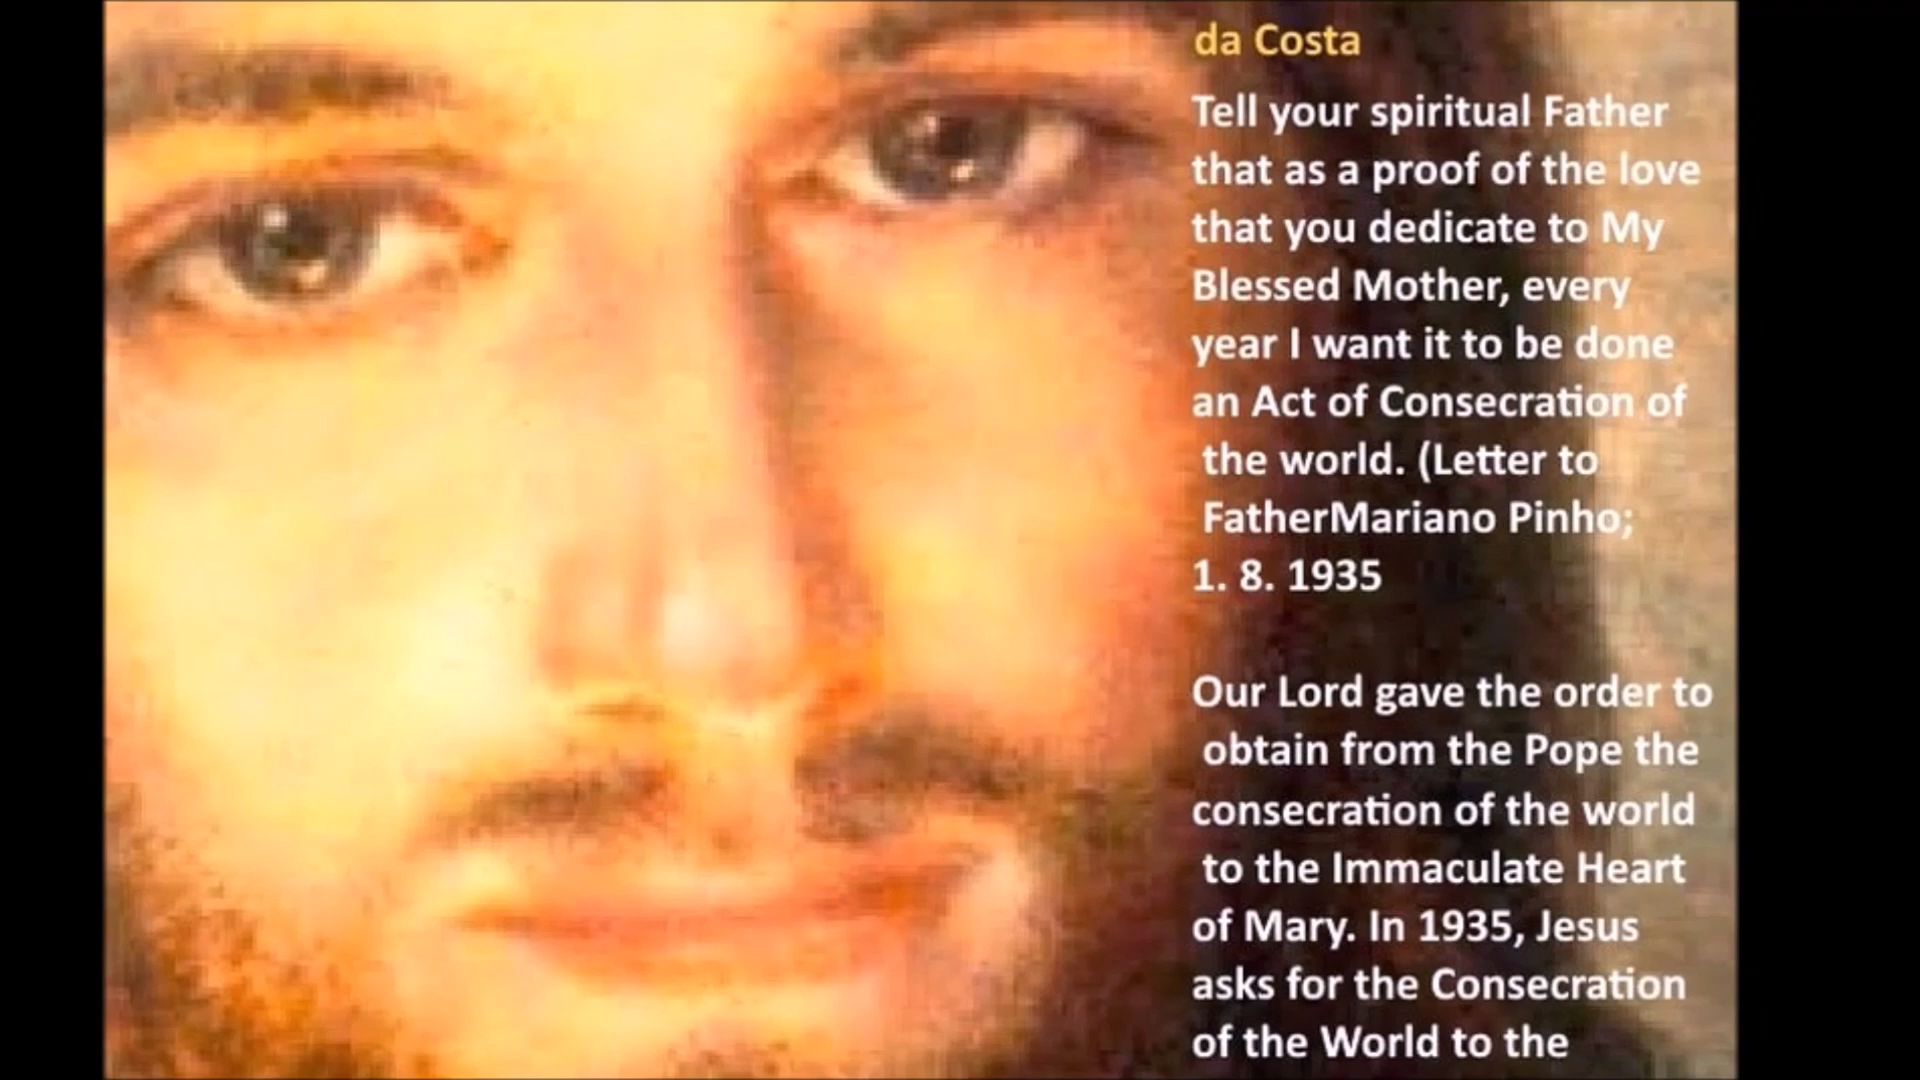 da Costa
Tell your spiritual Father
that as a proof of the love
that you dedicate to My
Blessed Mother, every
year I want it to be done
an Act of Consecration of
the world. (Letter to
FatherMariano Pinho;
1. 8. 1935
Our Lord gave the order to
obtain from the Pope the
consecration of the world
to the Immaculate Heart
of Mary. In 1935, Jesus
asks for the Consecration
of the World to the